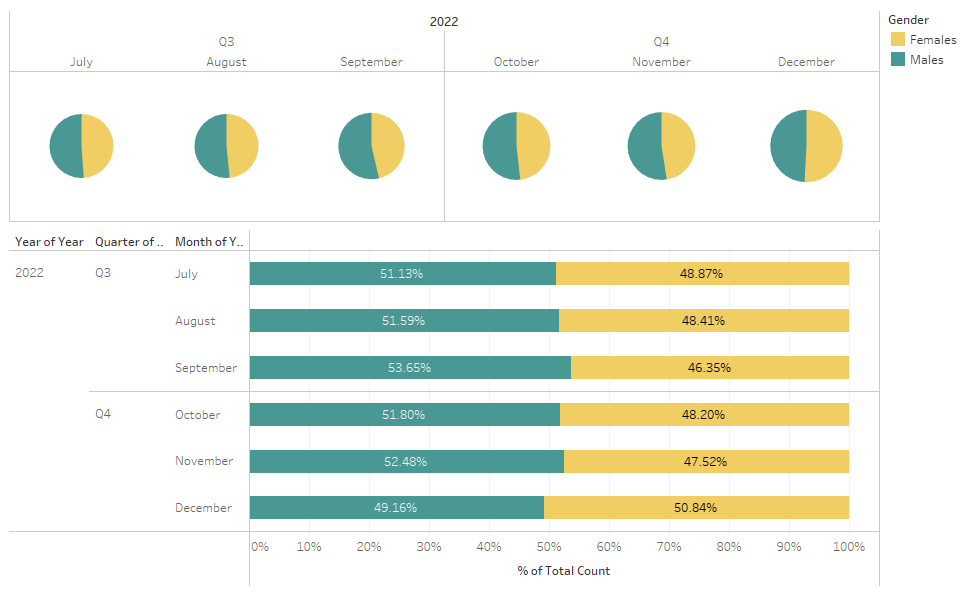 2022
Gender
Q3 Q4
Females
July August September October November December
Males
Year of Year Quarter of .. Month of Y..
2022 Q3 July 51.13% 48.87%
August 51.59% 48.41%
September 53.65% 46.35%
Q4 October 51.80% 48.20%
November 52.48% 47.52%
December 49.16% 50.84%
0% 10% 20% 30% 40% 50% 60% 70% 80% 90% 100%
% of Total Count